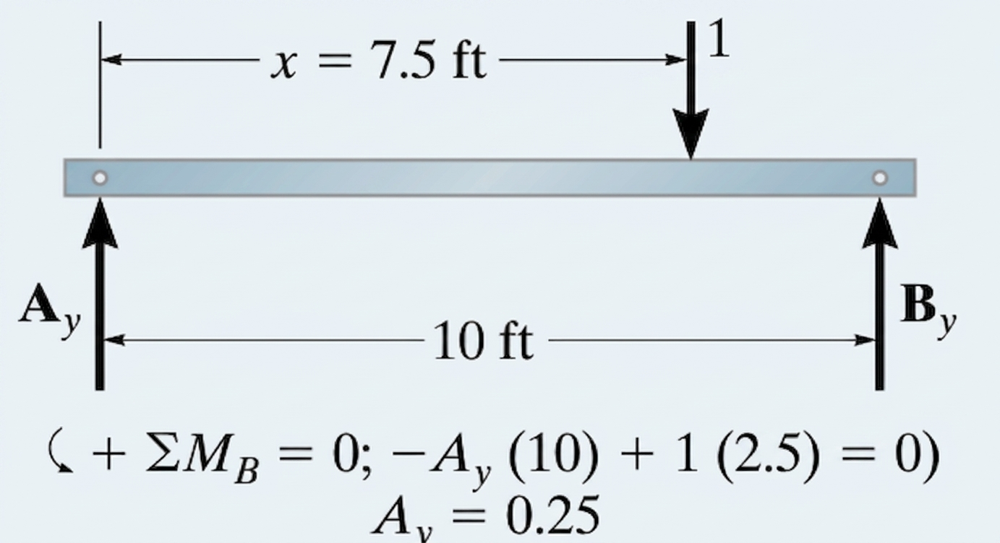 x = 7.5 ft
1
A_y
B_y
10 ft
+ ΣM_B = 0; −A_y (10) + 1 (2.5) = 0)
A_y = 0.25